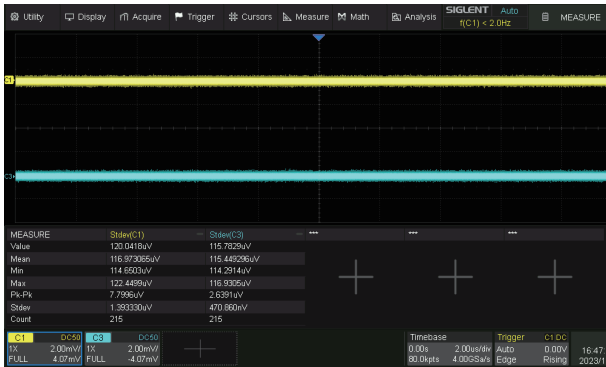 Utility Display Acquire Trigger Cursors Measure Math Analysis SIGLENT Auto MEASURE
f(C1) < 2.0Hz
C1
C3
MEASURE Stdev(C1) Stdev(C3) *** *** ***
Value 120.0418uV 115.7829uV
Mean 116.973065uV 115.449296uV
Min 114.6503uV 114.2914uV
Max 122.4499uV 116.9305uV
Pk-Pk 7.7996uV 2.6391uV
Stdev 1.393330uV 470.860nV
Count 215 215
C1 DC50 C3 DC50 Timebase Trigger C1 DC
1X 2.00mV/ 1X 2.00mV/ 0.00s 2.00us/div Auto 0.00V 16:47
FULL 4.07mV FULL -4.07mV 80.0kpts 4.00GSa/s Edge Rising 2023/1